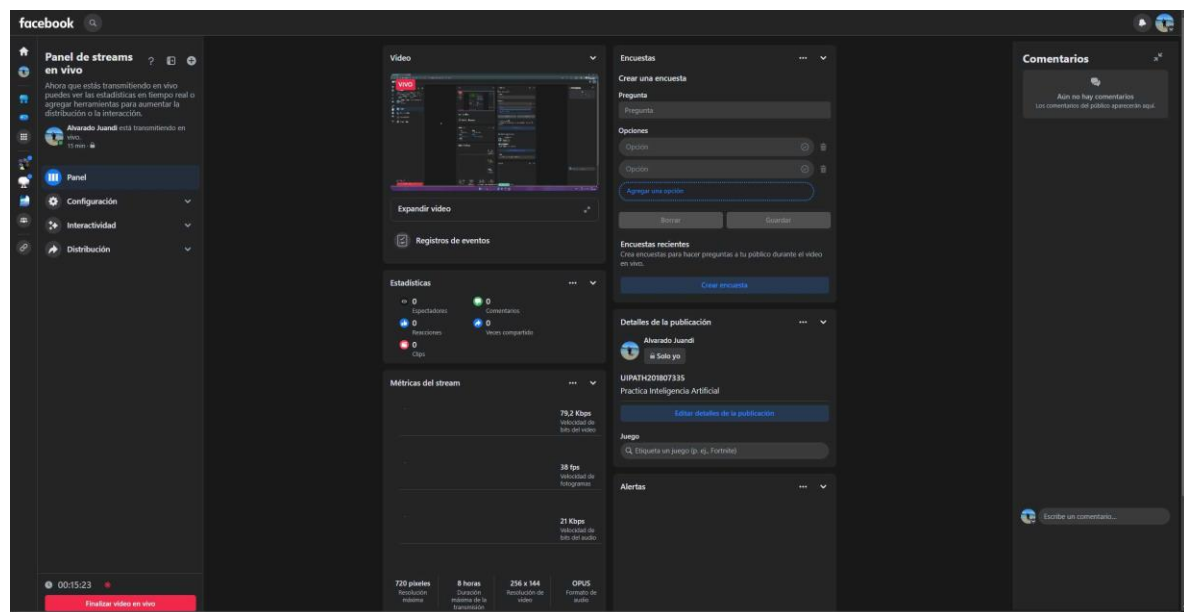 facebook
Panel de streams
en vivo
Ahora que estás transmitiendo en vivo
puedes ver las estadísticas en tiempo real o
agregar herramientas para aumentar la
distribución o la interacción.
Alvarado Juandi está transmitiendo en
vivo.
15 min ·
Panel
Configuración
Interactividad
Distribución
00:15:23
Finalizar video en vivo
Video
VIVO
Expandir video
Registros de eventos
Estadísticas
0
Espectadores
0
Comentarios
0
Reacciones
0
Veces compartido
0
Clips
Métricas del stream
79,2 Kbps
Velocidad de
bits del video
38 fps
Velocidad de
fotogramas
21 Kbps
Velocidad de
bits del audio
720 píxeles
Resolución
máxima
8 horas
Duración
máxima de la
transmisión
256 x 144
Resolución de
video
OPUS
Formato de
audio
Encuestas
Crear una encuesta
Pregunta
Pregunta
Opciones
Opción
Opción
Agregar una opción
Borrar
Guardar
Encuestas recientes
Crea encuestas para hacer preguntas a tu público durante el video
en vivo.
Crear encuesta
Detalles de la publicación
Alvarado Juandi
Solo yo
UIPATH201807335
Practica Inteligencia Artificial
Editar detalles de la publicación
Juego
Etiqueta un juego (p. ej., Fortnite)
Alertas
Comentarios
Aún no hay comentarios
Los comentarios del público aparecerán aquí.
Escribe un comentario...